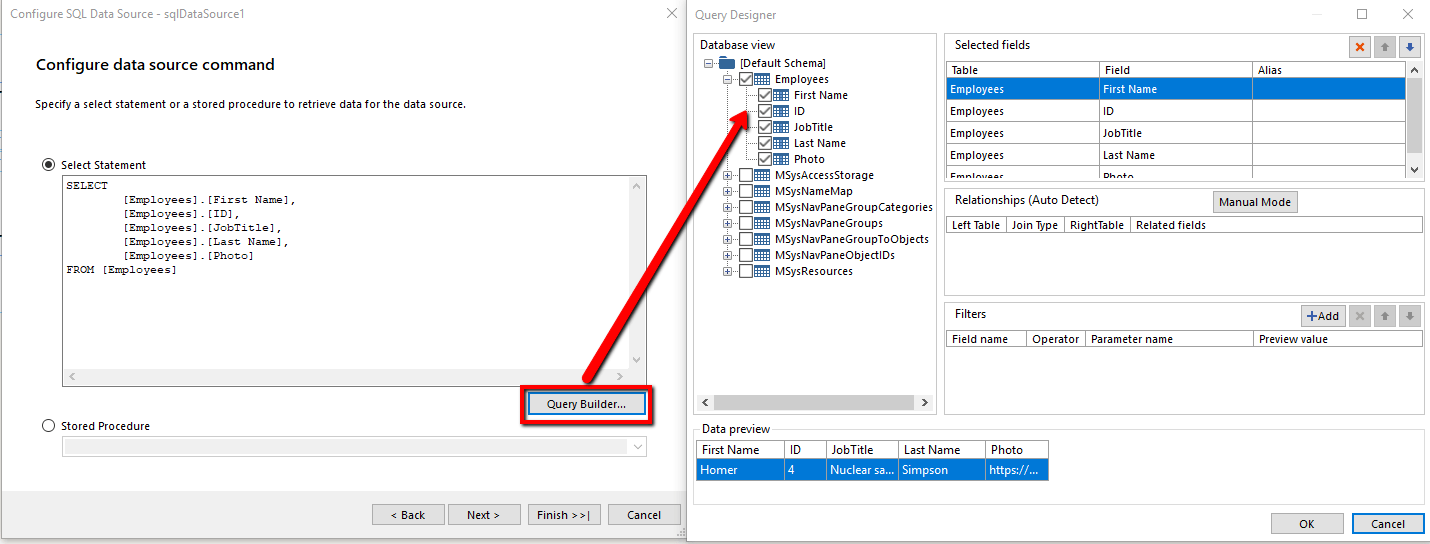 Configure SQL Data Source - sqlDataSource1
Configure data source command
Specify a select statement or a stored procedure to retrieve data for the data source.
Select Statement
SELECT
[Employees].[First Name],
[Employees].[ID],
[Employees].[JobTitle],
[Employees].[Last Name],
[Employees].[Photo]
FROM [Employees]
Query Builder...
Stored Procedure
< Back
Next >
Finish >>|
Cancel
Query Designer
Database view
[Default Schema]
Employees
First Name
ID
JobTitle
Last Name
Photo
MSysAccessStorage
MSysNameMap
MSysNavPaneGroupCategories
MSysNavPaneGroups
MSysNavPaneGroupToObjects
MSysNavPaneObjectIDs
MSysResources
Selected fields
Table Field Alias
Employees First Name
Employees ID
Employees JobTitle
Employees Last Name
Employees Photo
Relationships (Auto Detect)
Manual Mode
Left Table Join Type RightTable Related fields
Filters
+Add
Field name Operator Parameter name Preview value
Data preview
First Name ID JobTitle Last Name Photo
Homer 4 Nuclear sa... Simpson https://...
OK
Cancel